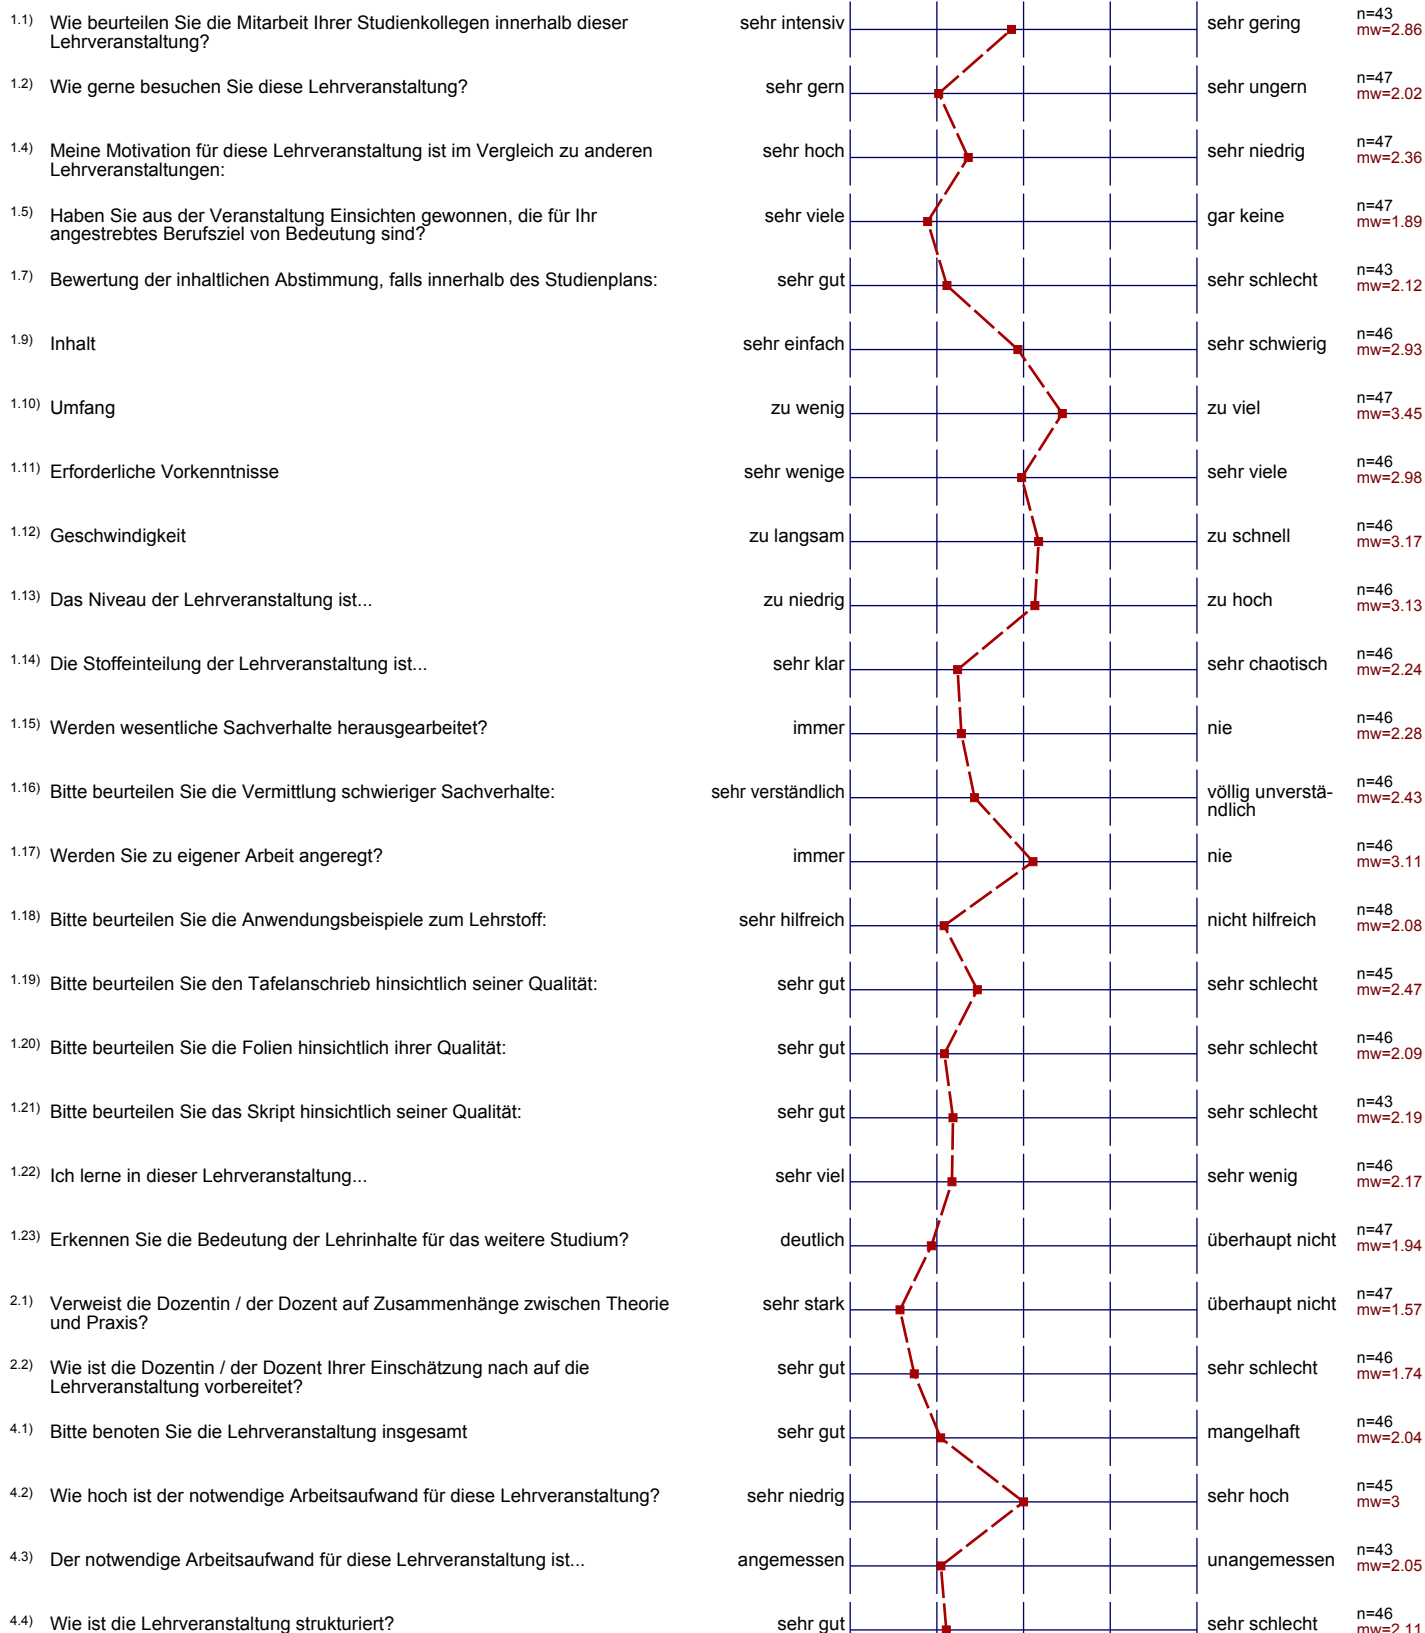 1.1) Wie beurteilen Sie die Mitarbeit Ihrer Studienkollegen innerhalb dieser sehr intensiv sehr gering n=43
Lehrveranstaltung? mw=2.86
1.2) Wie gerne besuchen Sie diese Lehrveranstaltung? sehr gern sehr ungern n=47
mw=2.02
1.4) Meine Motivation für diese Lehrveranstaltung ist im Vergleich zu anderen sehr hoch sehr niedrig n=47
Lehrveranstaltungen: mw=2.36
1.5) Haben Sie aus der Veranstaltung Einsichten gewonnen, die für Ihr sehr viele gar keine n=47
angestrebtes Berufsziel von Bedeutung sind? mw=1.89
1.7) Bewertung der inhaltlichen Abstimmung, falls innerhalb des Studienplans: sehr gut sehr schlecht n=43
mw=2.12
1.9) Inhalt sehr einfach sehr schwierig n=46
mw=2.93
1.10) Umfang zu wenig zu viel n=47
mw=3.45
1.11) Erforderliche Vorkenntnisse sehr wenige sehr viele n=46
mw=2.98
1.12) Geschwindigkeit zu langsam zu schnell n=46
mw=3.17
1.13) Das Niveau der Lehrveranstaltung ist... zu niedrig zu hoch n=46
mw=3.13
1.14) Die Stoffeinteilung der Lehrveranstaltung ist... sehr klar sehr chaotisch n=46
mw=2.24
1.15) Werden wesentliche Sachverhalte herausgearbeitet? immer nie n=46
mw=2.28
1.16) Bitte beurteilen Sie die Vermittlung schwieriger Sachverhalte: sehr verständlich völlig unverstä- n=46
ndlich mw=2.43
1.17) Werden Sie zu eigener Arbeit angeregt? immer nie n=46
mw=3.11
1.18) Bitte beurteilen Sie die Anwendungsbeispiele zum Lehrstoff: sehr hilfreich nicht hilfreich n=48
mw=2.08
1.19) Bitte beurteilen Sie den Tafelanschrieb hinsichtlich seiner Qualität: sehr gut sehr schlecht n=45
mw=2.47
1.20) Bitte beurteilen Sie die Folien hinsichtlich ihrer Qualität: sehr gut sehr schlecht n=46
mw=2.09
1.21) Bitte beurteilen Sie das Skript hinsichtlich seiner Qualität: sehr gut sehr schlecht n=43
mw=2.19
1.22) Ich lerne in dieser Lehrveranstaltung... sehr viel sehr wenig n=46
mw=2.17
1.23) Erkennen Sie die Bedeutung der Lehrinhalte für das weitere Studium? deutlich überhaupt nicht n=47
mw=1.94
2.1) Verweist die Dozentin / der Dozent auf Zusammenhänge zwischen Theorie sehr stark überhaupt nicht n=47
und Praxis? mw=1.57
2.2) Wie ist die Dozentin / der Dozent Ihrer Einschätzung nach auf die sehr gut sehr schlecht n=46
Lehrveranstaltung vorbereitet? mw=1.74
4.1) Bitte benoten Sie die Lehrveranstaltung insgesamt sehr gut mangelhaft n=46
mw=2.04
4.2) Wie hoch ist der notwendige Arbeitsaufwand für diese Lehrveranstaltung? sehr niedrig sehr hoch n=45
mw=3
4.3) Der notwendige Arbeitsaufwand für diese Lehrveranstaltung ist... angemessen unangemessen n=43
mw=2.05
4.4) Wie ist die Lehrveranstaltung strukturiert? sehr gut sehr schlecht n=46
mw=2.11